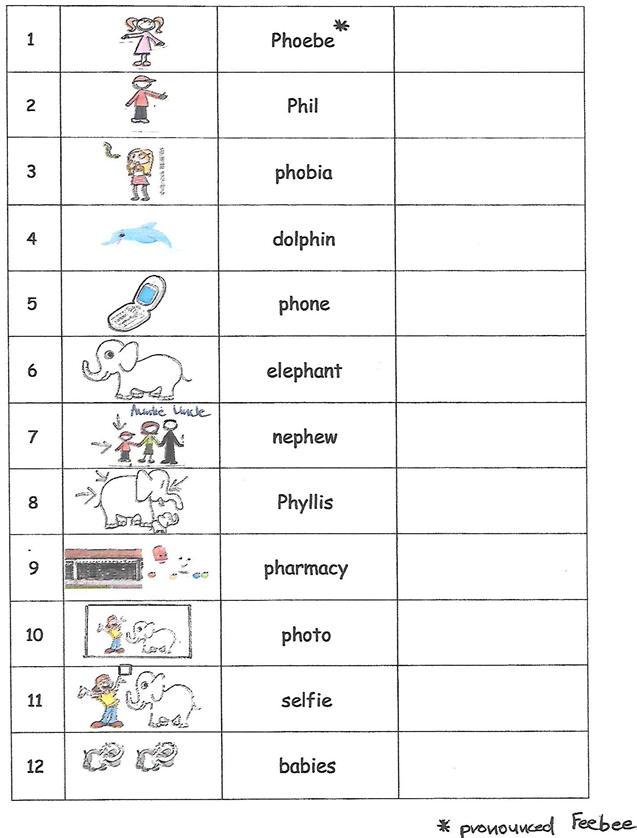 1 Phoebe*
2 Phil
3 phobia
4 dolphin
5 phone
6 elephant
Auntie Uncle
7 nephew
8 Phyllis
9 pharmacy
10 photo
11 selfie
12 babies
* pronounced Feebee